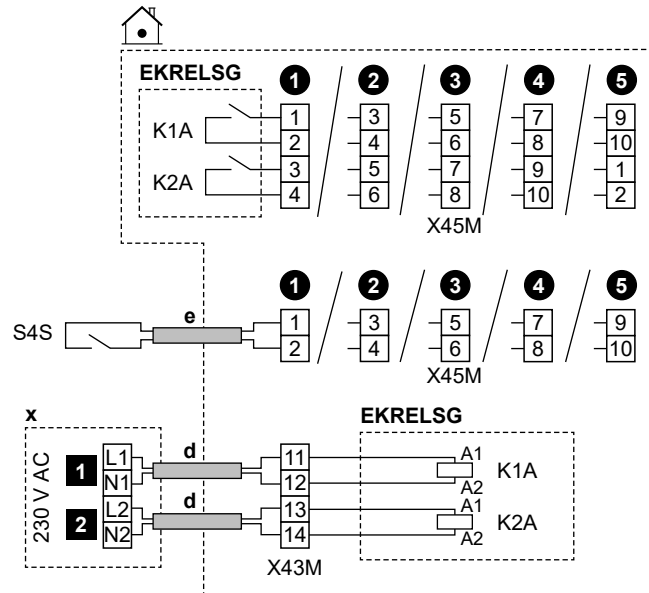 EKRELSG 1 2 3 4 5
1 3 5 7 9
K1A
2 4 6 8 10
3 5 7 9 1
K2A
4 6 8 10 2
X45M
1 2 3 4 5
e
S4S
1 3 5 7 9
2 4 6 8 10
X45M
x
EKRELSG
230 V AC
1
L1
d
11
A1
K1A
N1
12
A2
2
L2
d
13
A1
K2A
N2
14
A2
X43M